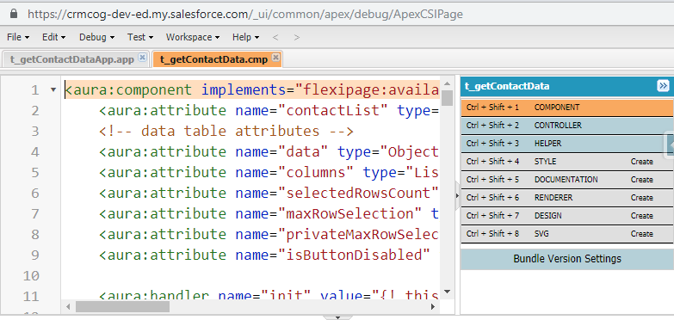 https://crmcog-dev-ed.my.salesforce.com/_ui/common/apex/debug/ApexCSIPage
File Edit Debug Test Workspace Help < >
t_getContactDataApp.app t_getContactData.cmp
1 <aura:component implements="flexipage:availa
2 <aura:attribute name="contactList" type=
3 <!-- data table attributes -->
4 <aura:attribute name="data" type="Object
5 <aura:attribute name="columns" type="Lis
6 <aura:attribute name="selectedRowsCount"
7 <aura:attribute name="maxRowSelection" t
8 <aura:attribute name="privateMaxRowSelec
9 <aura:attribute name="isButtonDisabled"
10
11 <aura:handler name="init" value="{! this
t_getContactData
Ctrl + Shift + 1 COMPONENT
Ctrl + Shift + 2 CONTROLLER
Ctrl + Shift + 3 HELPER
Ctrl + Shift + 4 STYLE Create
Ctrl + Shift + 5 DOCUMENTATION Create
Ctrl + Shift + 6 RENDERER Create
Ctrl + Shift + 7 DESIGN Create
Ctrl + Shift + 8 SVG Create
Bundle Version Settings